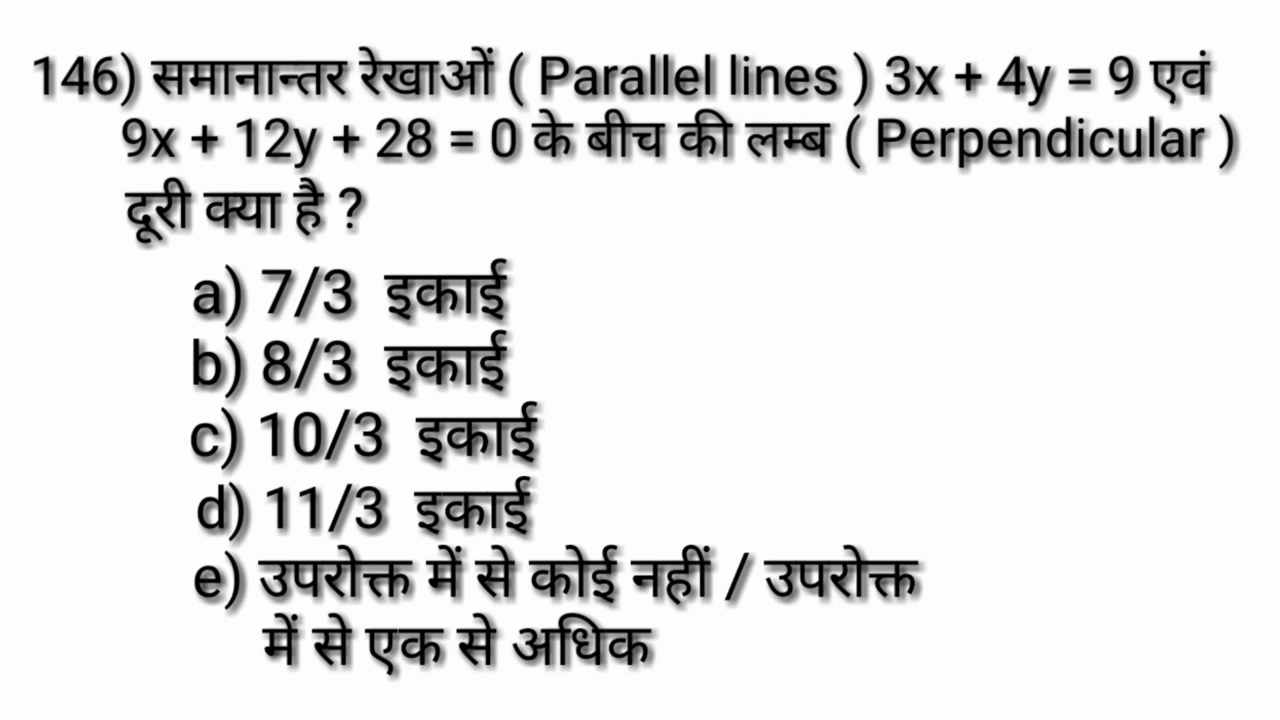 146) समानान्तर रेखाओं ( Parallel lines ) 3x + 4y = 9 एवं
9x + 12y + 28 = 0 के बीच की लम्ब ( Perpendicular )
दूरी क्या है ?
a) 7/3 इकाई
b) 8/3 इकाई
c) 10/3 इकाई
d) 11/3 इकाई
e) उपरोक्त में से कोई नहीं / उपरोक्त
में से एक से अधिक